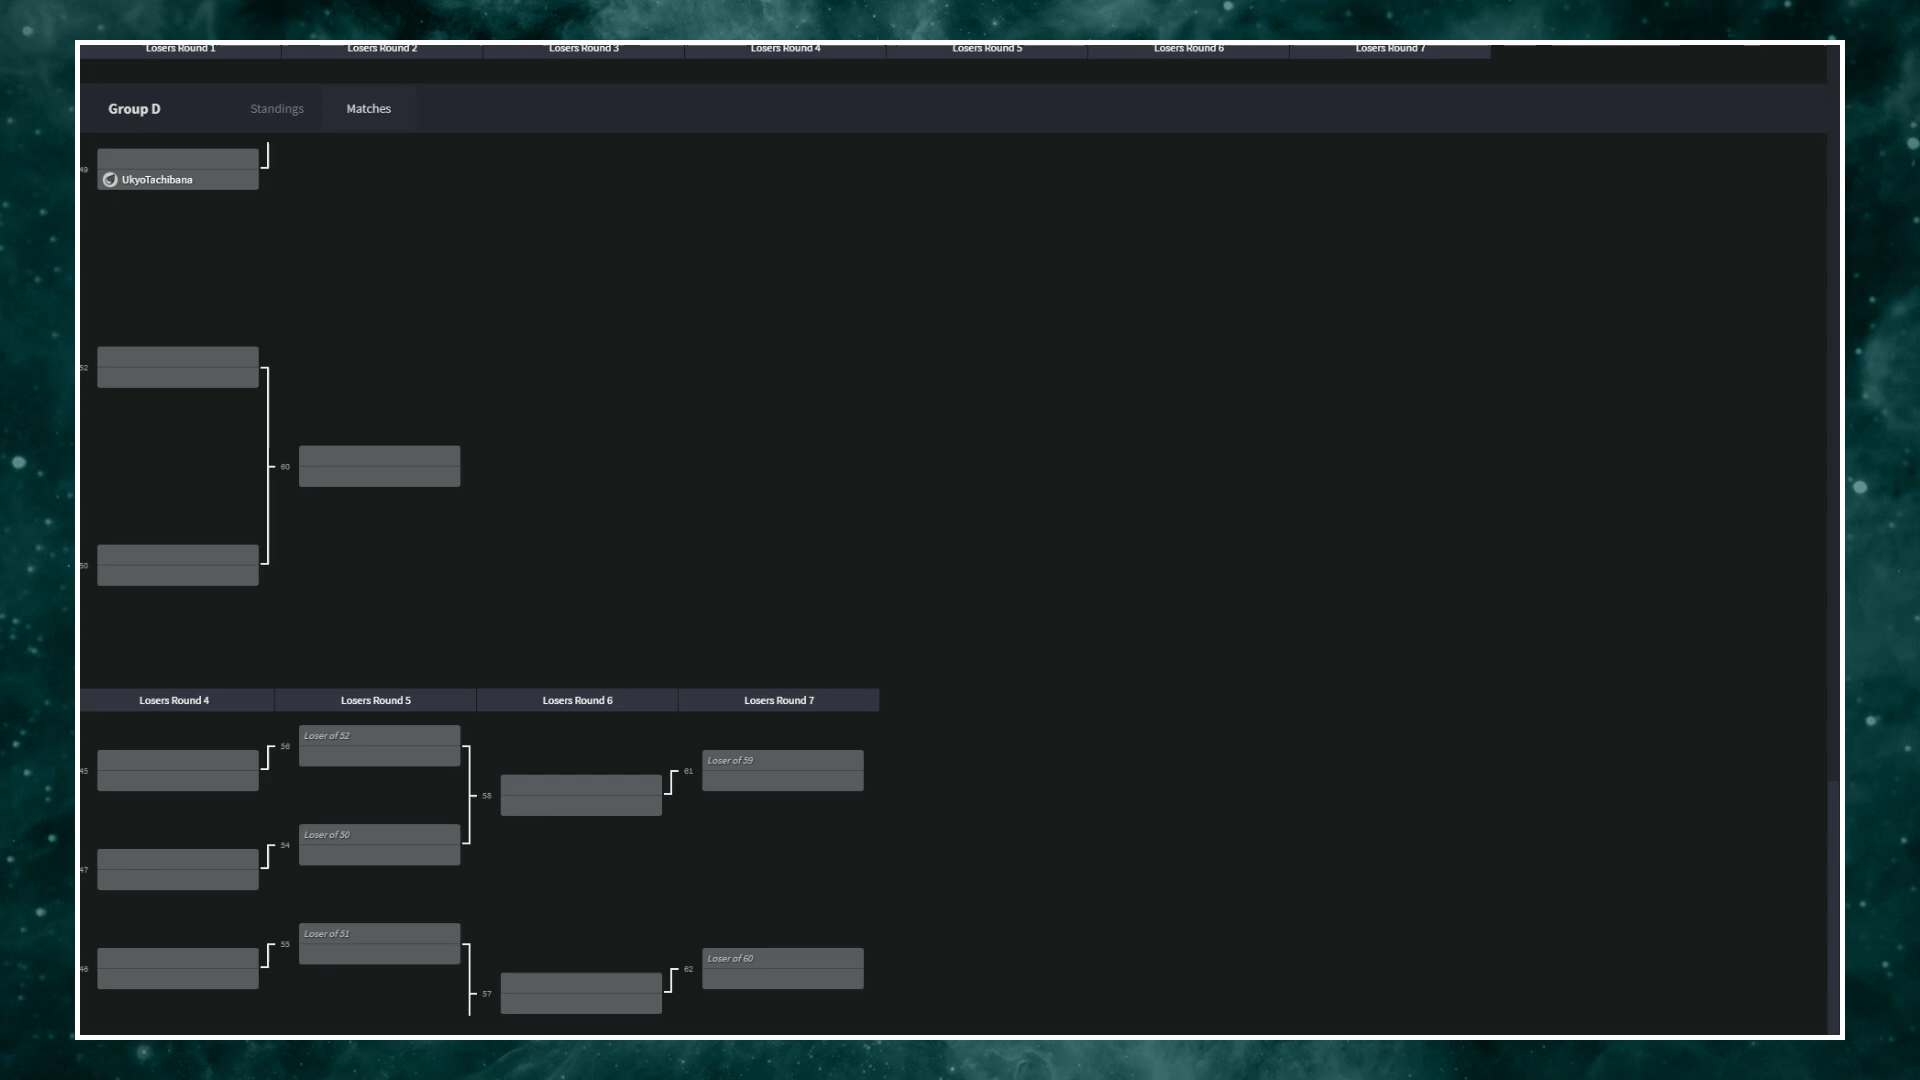 Losers Round 1 Losers Round 2 Losers Round 3 Losers Round 4 Losers Round 5 Losers Round 6 Losers Round 7
Group D Standings Matches
49
UkyoTachibana
52
60
50
Losers Round 4 Losers Round 5 Losers Round 6 Losers Round 7
56 Loser of 52
45
61 Loser of 59
58
54 Loser of 50
47
55 Loser of 51
46
62 Loser of 60
57